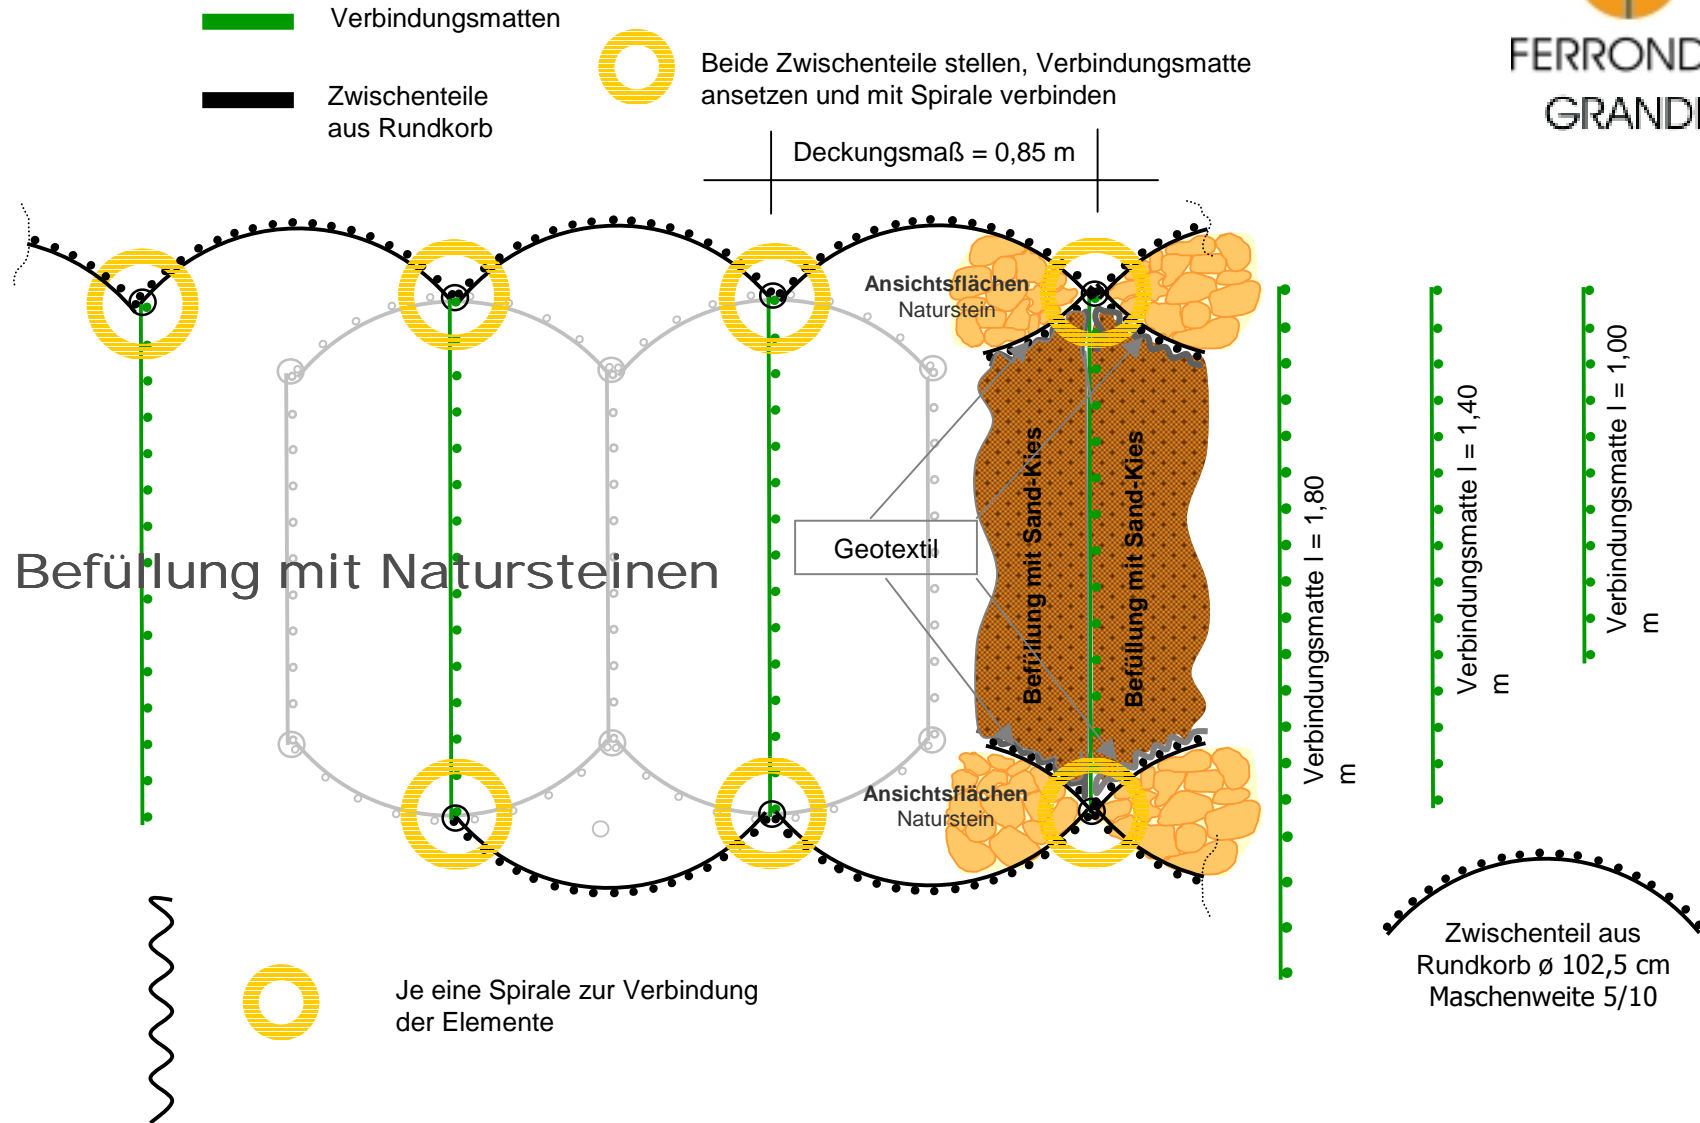 Verbindungsmatten
Zwischenteile
aus Rundkorb
Beide Zwischenteile stellen, Verbindungsmatte
ansetzen und mit Spirale verbinden
FERROND
GRAND
Deckungsmaß = 0,85 m
Ansichtsflächen
Naturstein
Befüllung mit Sand-Kies
Befüllung mit Sand-Kies
Geotextil
Befüllung mit Natursteinen
Ansichtsflächen
Naturstein
Verbindungsmatte l = 1,80
m
Verbindungsmatte l = 1,40
m
Verbindungsmatte l = 1,00
m
Zwischenteil aus
Rundkorb ø 102,5 cm
Maschenweite 5/10
Je eine Spirale zur Verbindung
der Elemente